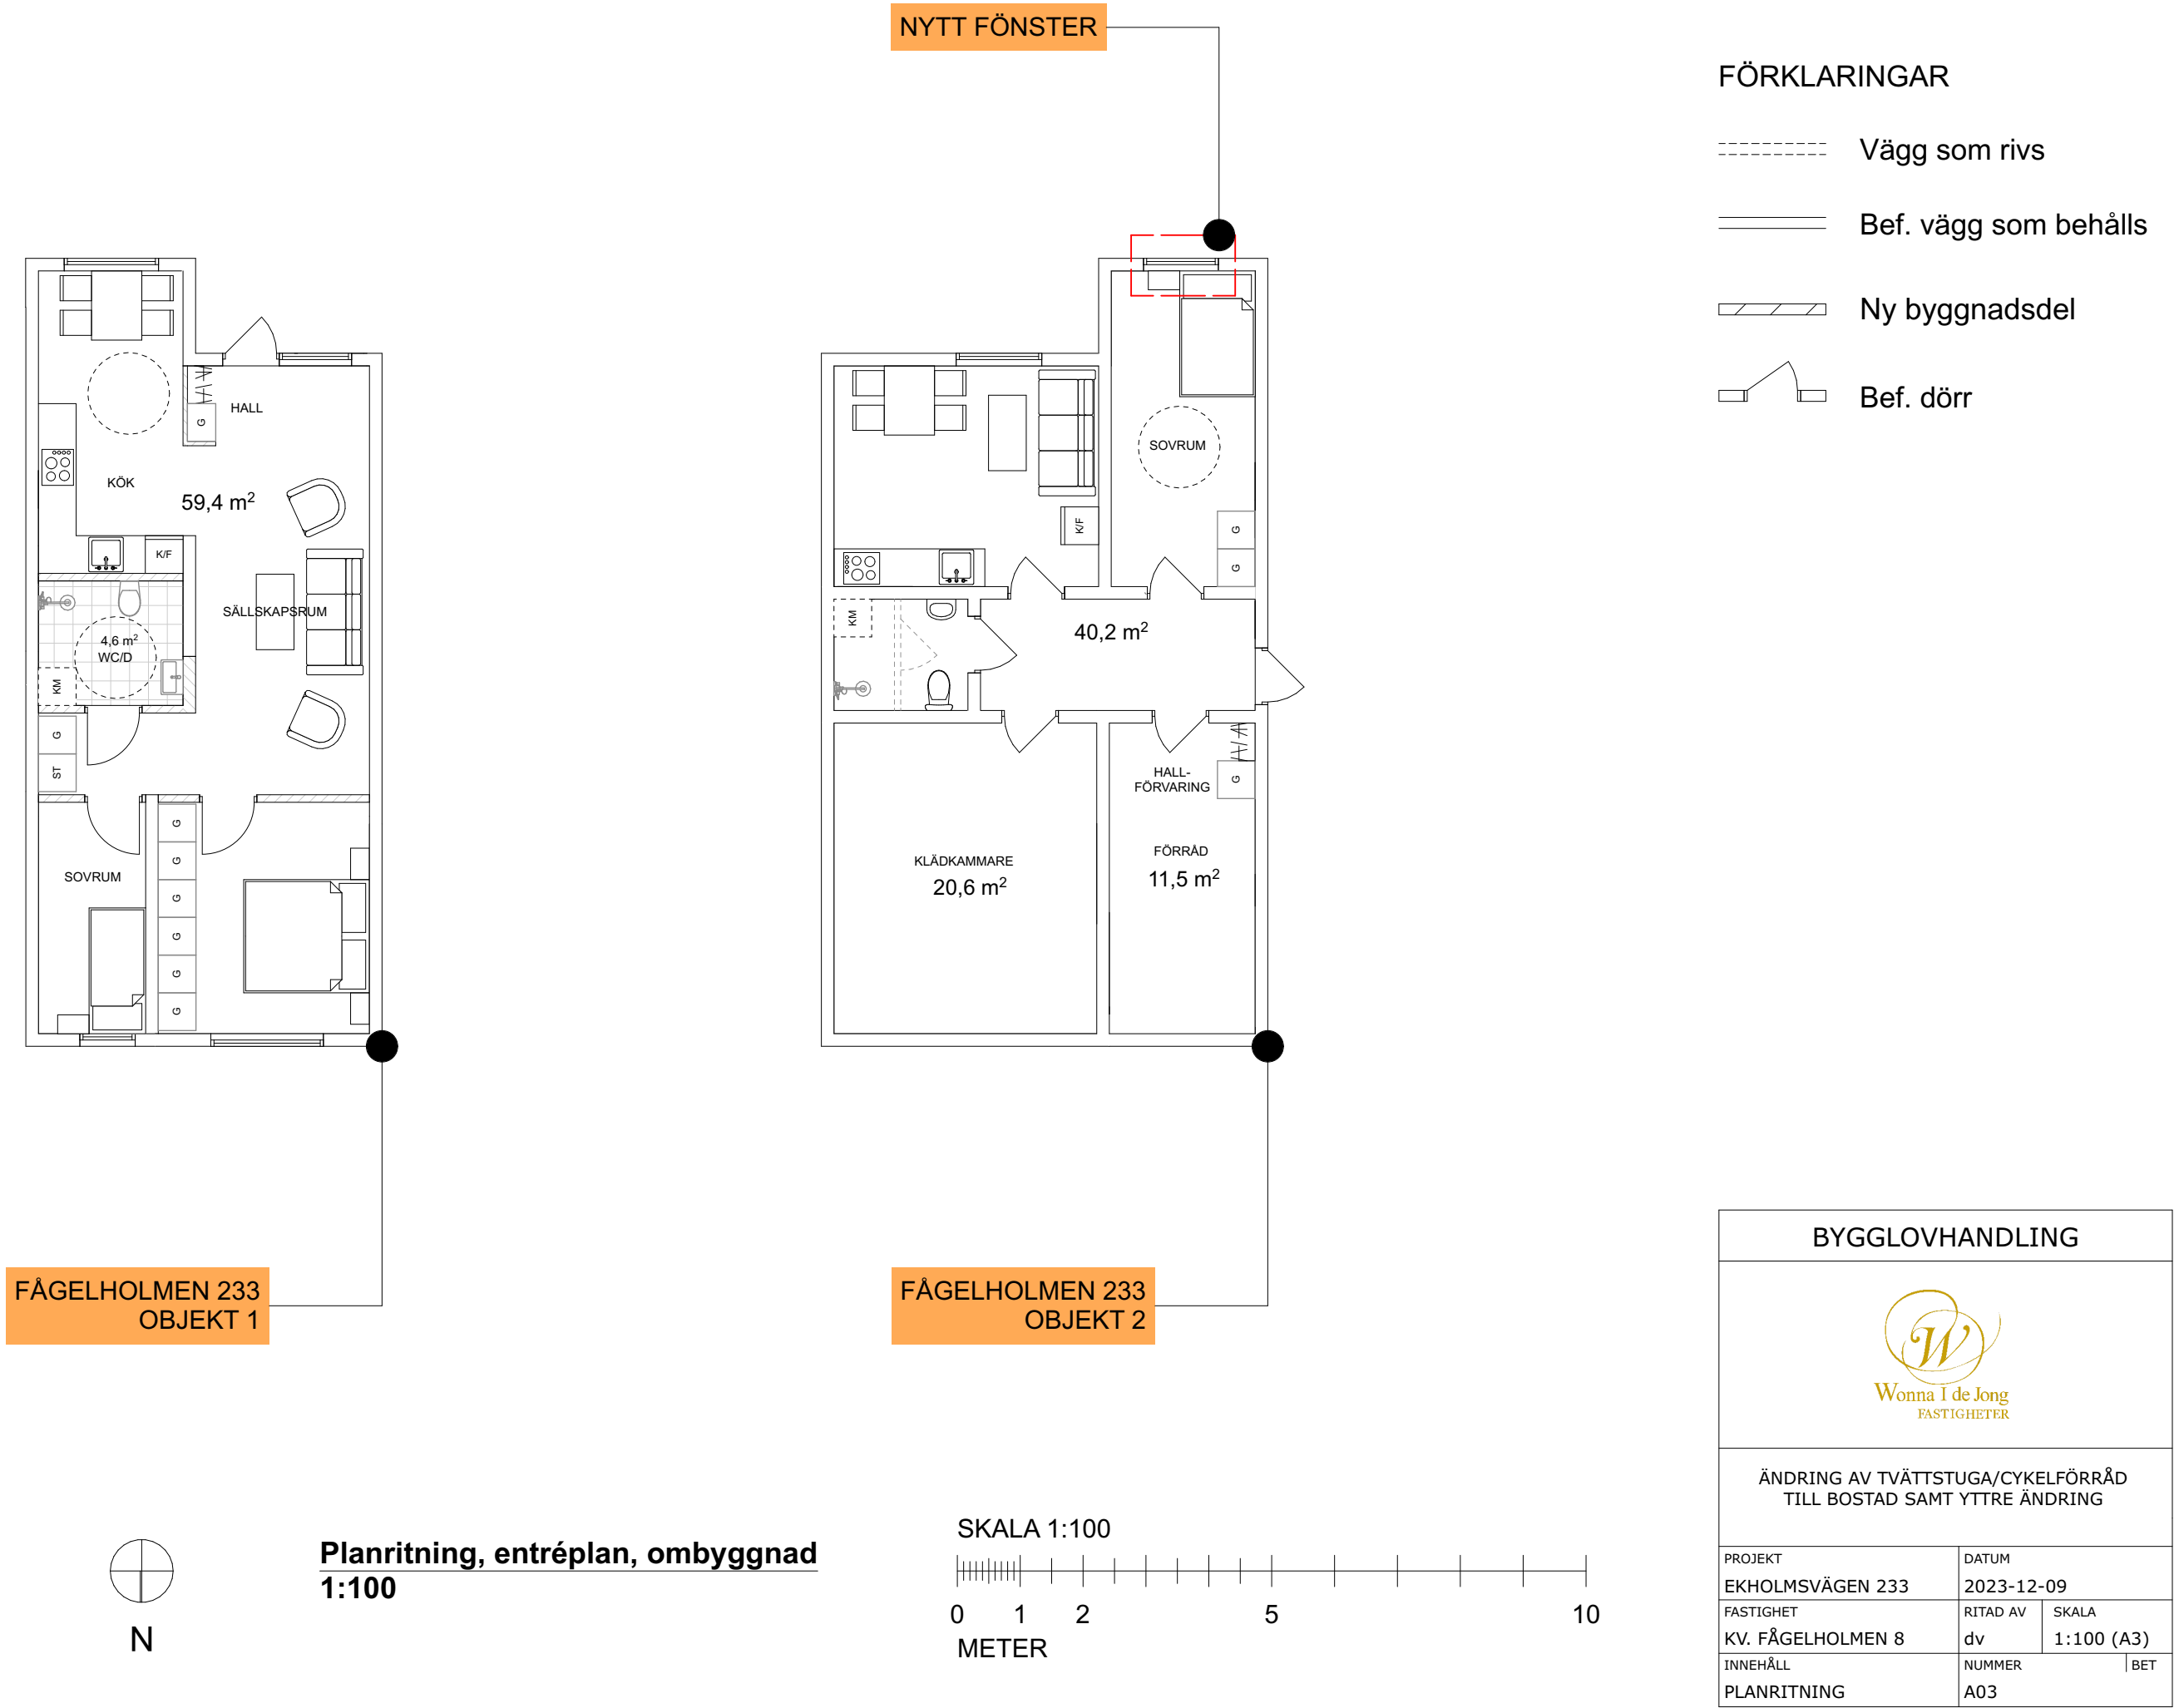 NYTT FÖNSTER
FÖRKLARINGAR
Vägg som rivs
Bef. vägg som behålls
Ny byggnadsdel
Bef. dörr
HALL
G
KÖK
59,4 m²
K/F
SÄLLSKAPSRUM
4,6 m²
WC/D
KM
G
ST
SOVRUM
G
G
G
G
G
G
SOVRUM
K/F
G
G
KM
40,2 m²
HALL-
FÖRVARING
G
KLÄDKAMMARE
20,6 m²
FÖRRÅD
11,5 m²
FÅGELHOLMEN 233
OBJEKT 1
FÅGELHOLMEN 233
OBJEKT 2
N
Planritning, entréplan, ombyggnad
1:100
SKALA 1:100
0 1 2 5 10
METER
BYGGLOVHANDLING
W
Wonna I de Jong
FASTIGHETER
ÄNDRING AV TVÄTTSTUGA/CYKELFÖRRÅD
TILL BOSTAD SAMT YTTRE ÄNDRING
PROJEKT DATUM
EKHOLMSVÄGEN 233 2023-12-09
FASTIGHET RITAD AV SKALA
KV. FÅGELHOLMEN 8 dv 1:100 (A3)
INNEHÅLL NUMMER BET
PLANRITNING A03